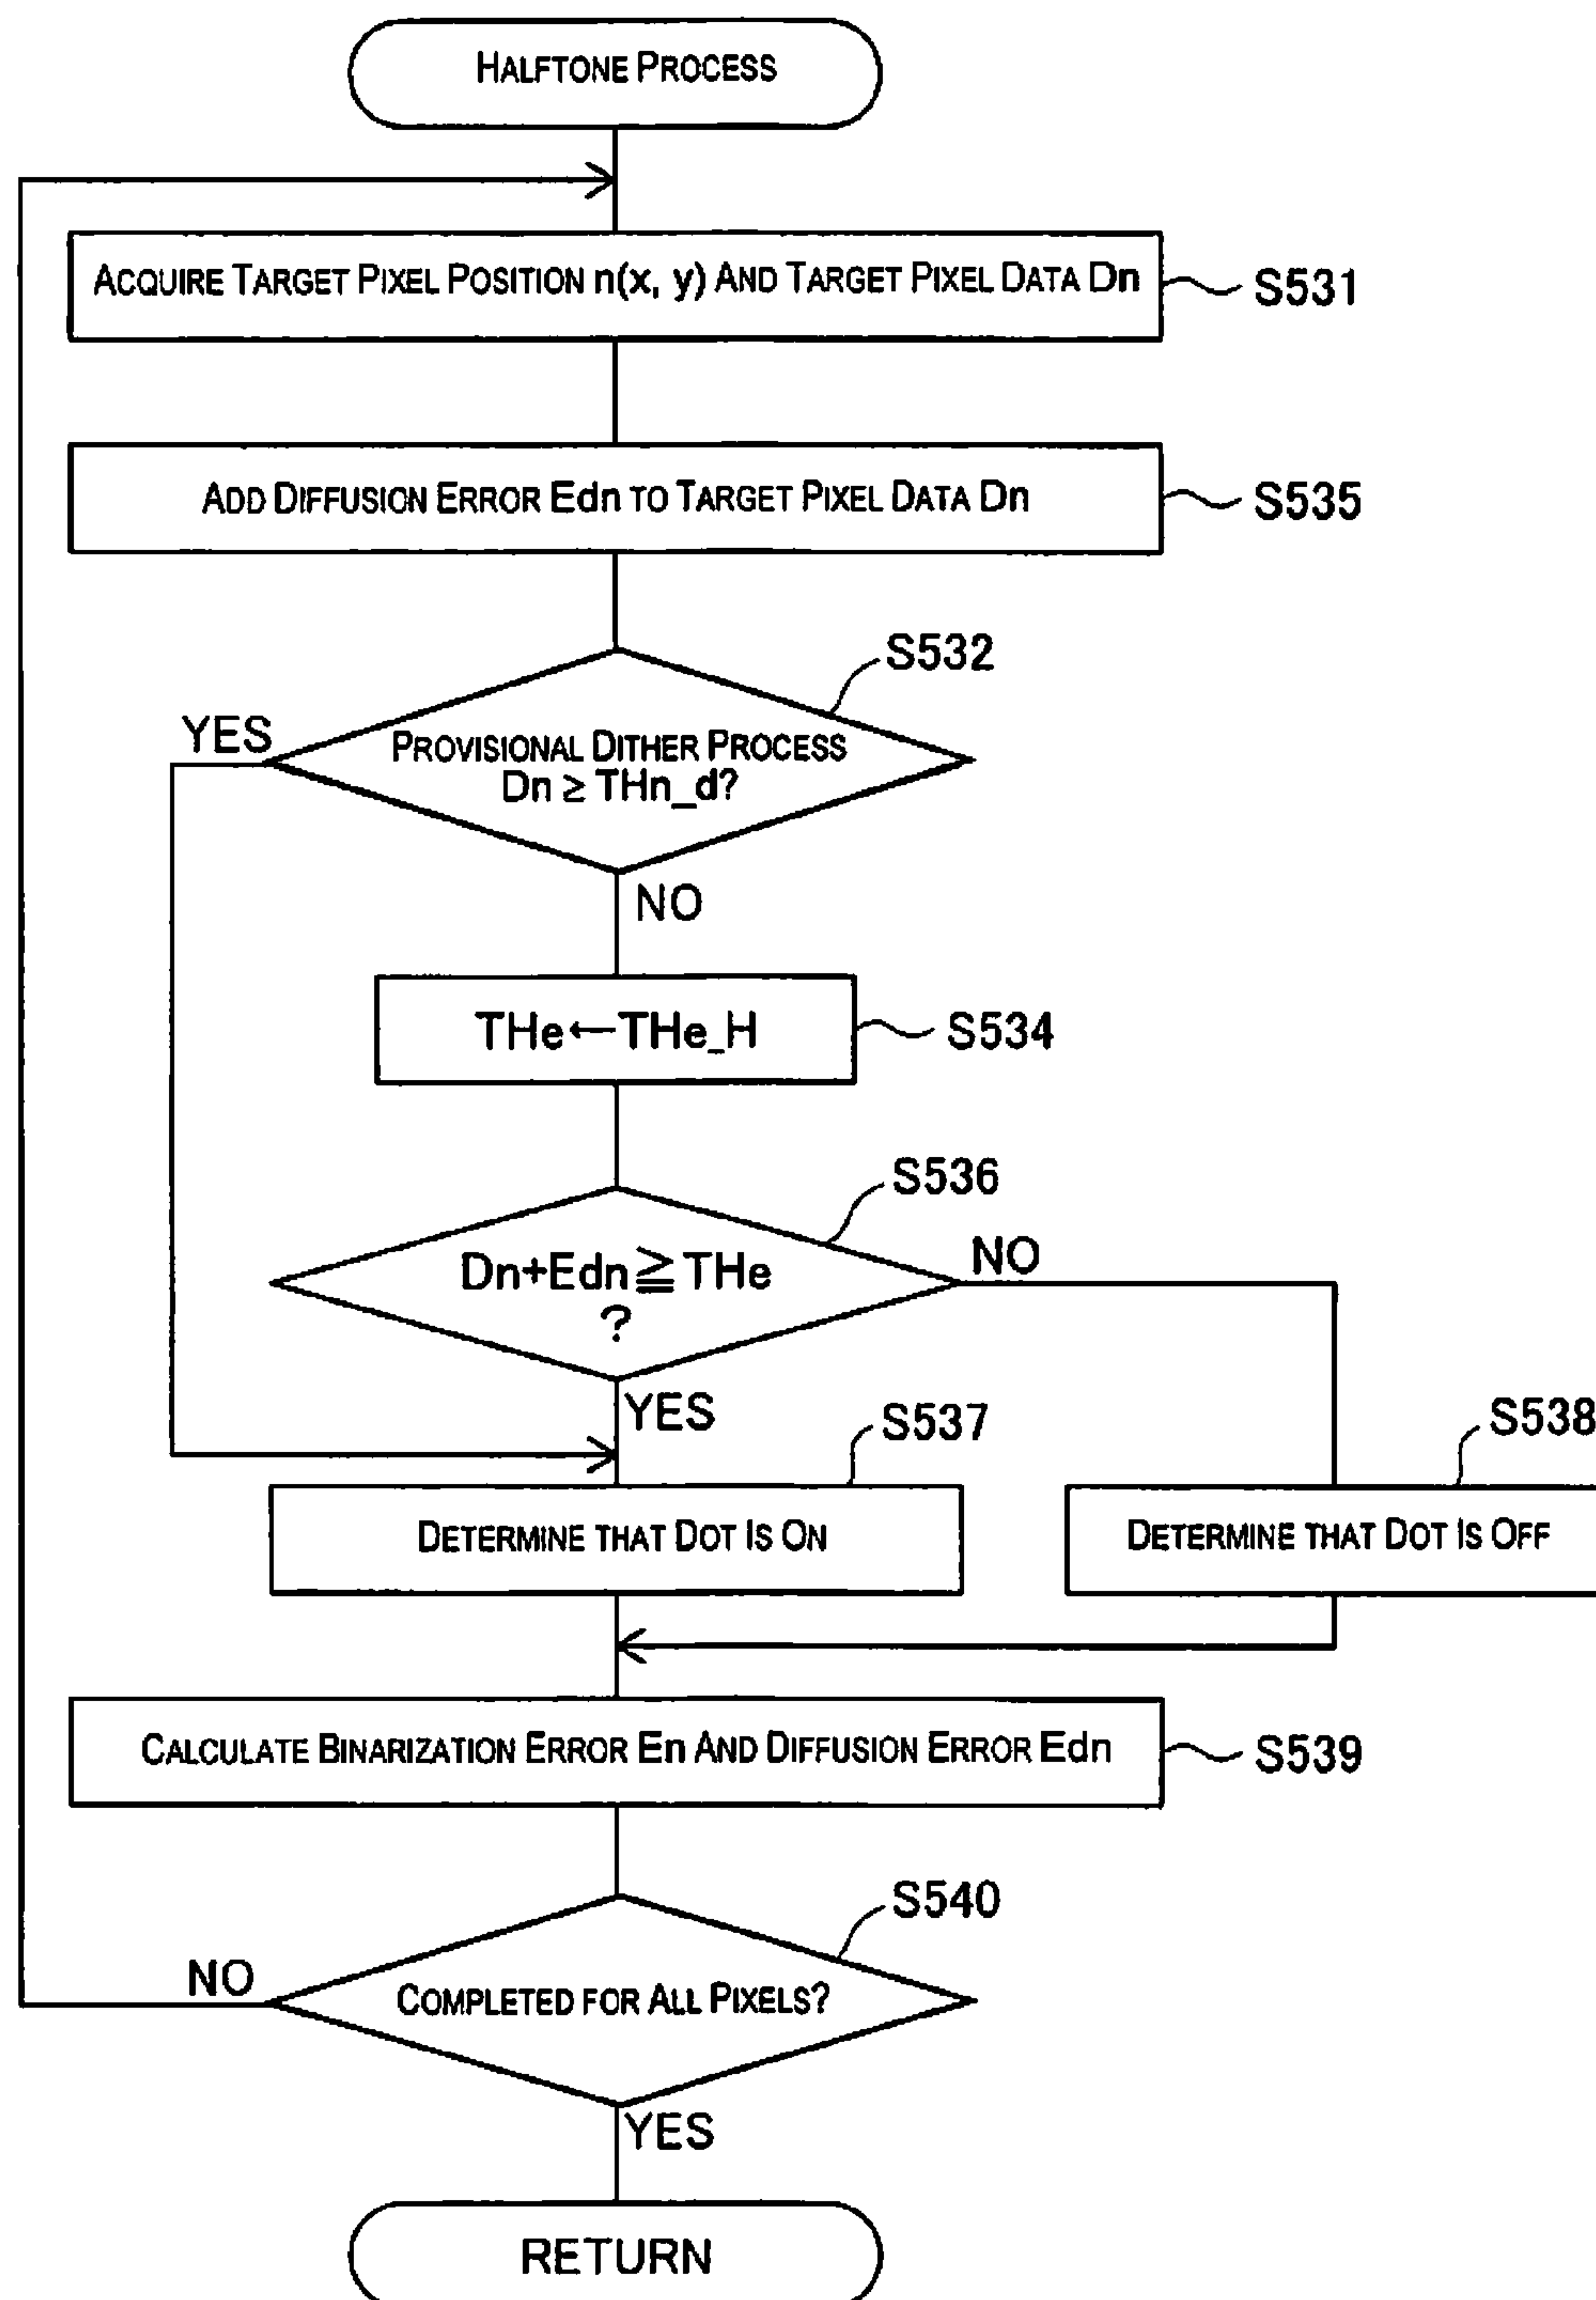 HALFTONE PROCESS
ACQUIRE TARGET PIXEL POSITION n(x, y) AND TARGET PIXEL DATA Dn
S531
ADD DIFFUSION ERROR Edn TO TARGET PIXEL DATA Dn
S535
S532
YES
PROVISIONAL DITHER PROCESS
Dn ≥ THn_d?
NO
THe←THe_H
S534
S536
Dn+Edn≧THe
?
NO
YES
S537
S538
DETERMINE THAT DOT IS ON
DETERMINE THAT DOT IS OFF
CALCULATE BINARIZATION ERROR En AND DIFFUSION ERROR Edn
S539
S540
NO
COMPLETED FOR ALL PIXELS?
YES
RETURN